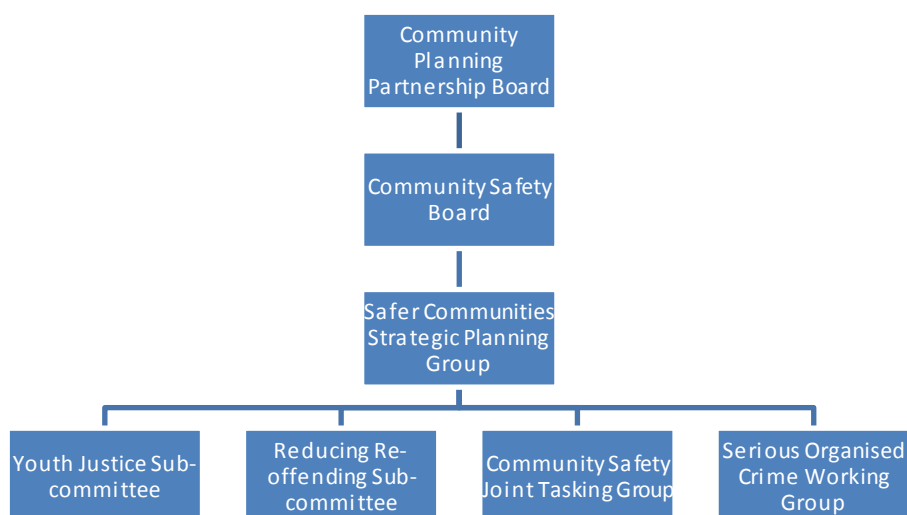 Community
Planning
Partnership Board
Community Safety
Board
Safer Communities
Strategic Planning
Group
Youth Justice Sub-
committee
Reducing Re-
offending Sub-
committee
Community Safety
Joint Tasking Group
Serious Organised
Crime Working
Group